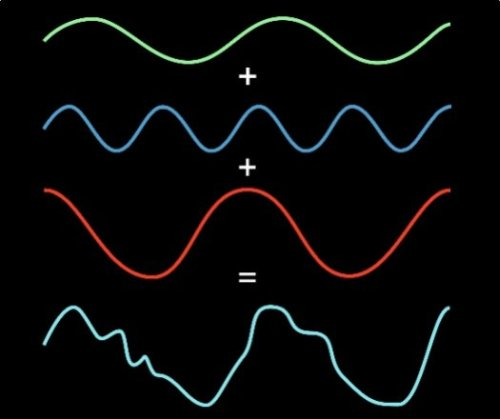 +
+
=